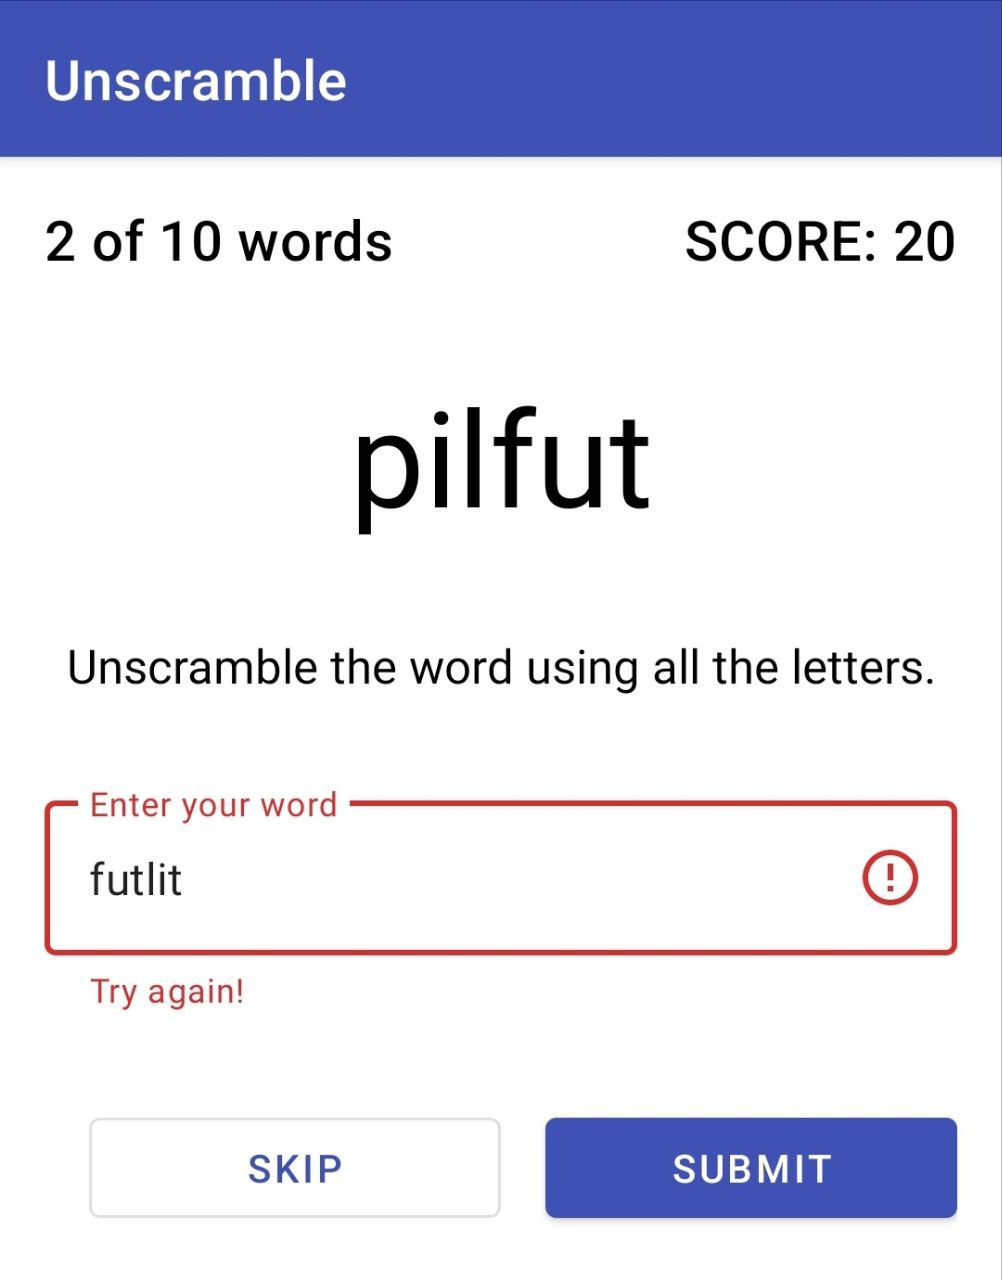 Unscramble
2 of 10 words SCORE: 20
pilfut
Unscramble the word using all the letters.
Enter your word
futlit
Try again!
SKIP SUBMIT